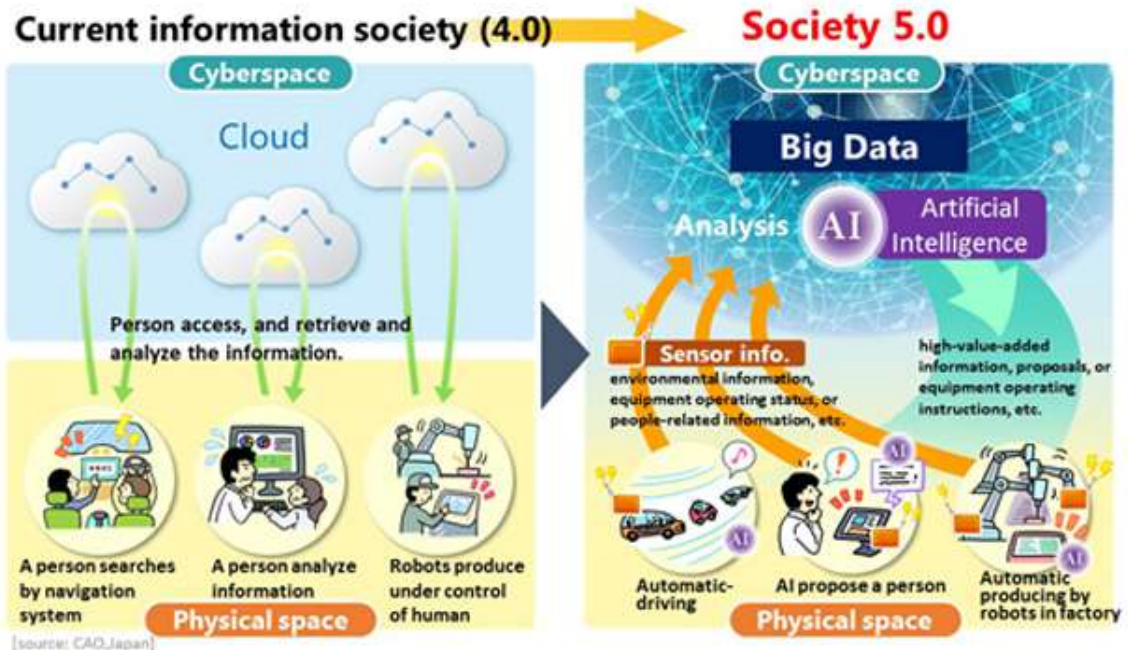 Current information society (4.0)
Society 5.0
Cyberspace
Cloud
Person access, and retrieve and
analyze the information.
A person searches
by navigation
system
A person analyze
information
Robots produce
under control
of human
Physical space
[source: CAO,Japan]
Cyberspace
Big Data
Analysis
AI
Artificial
Intelligence
Sensor info.
environmental information,
equipment operating status, or
people-related information, etc.
high-value-added
information, proposals, or
equipment operating
instructions, etc.
AI
AI
AI
Automatic-
driving
AI propose a person
Automatic
producing by
robots in factory
Physical space